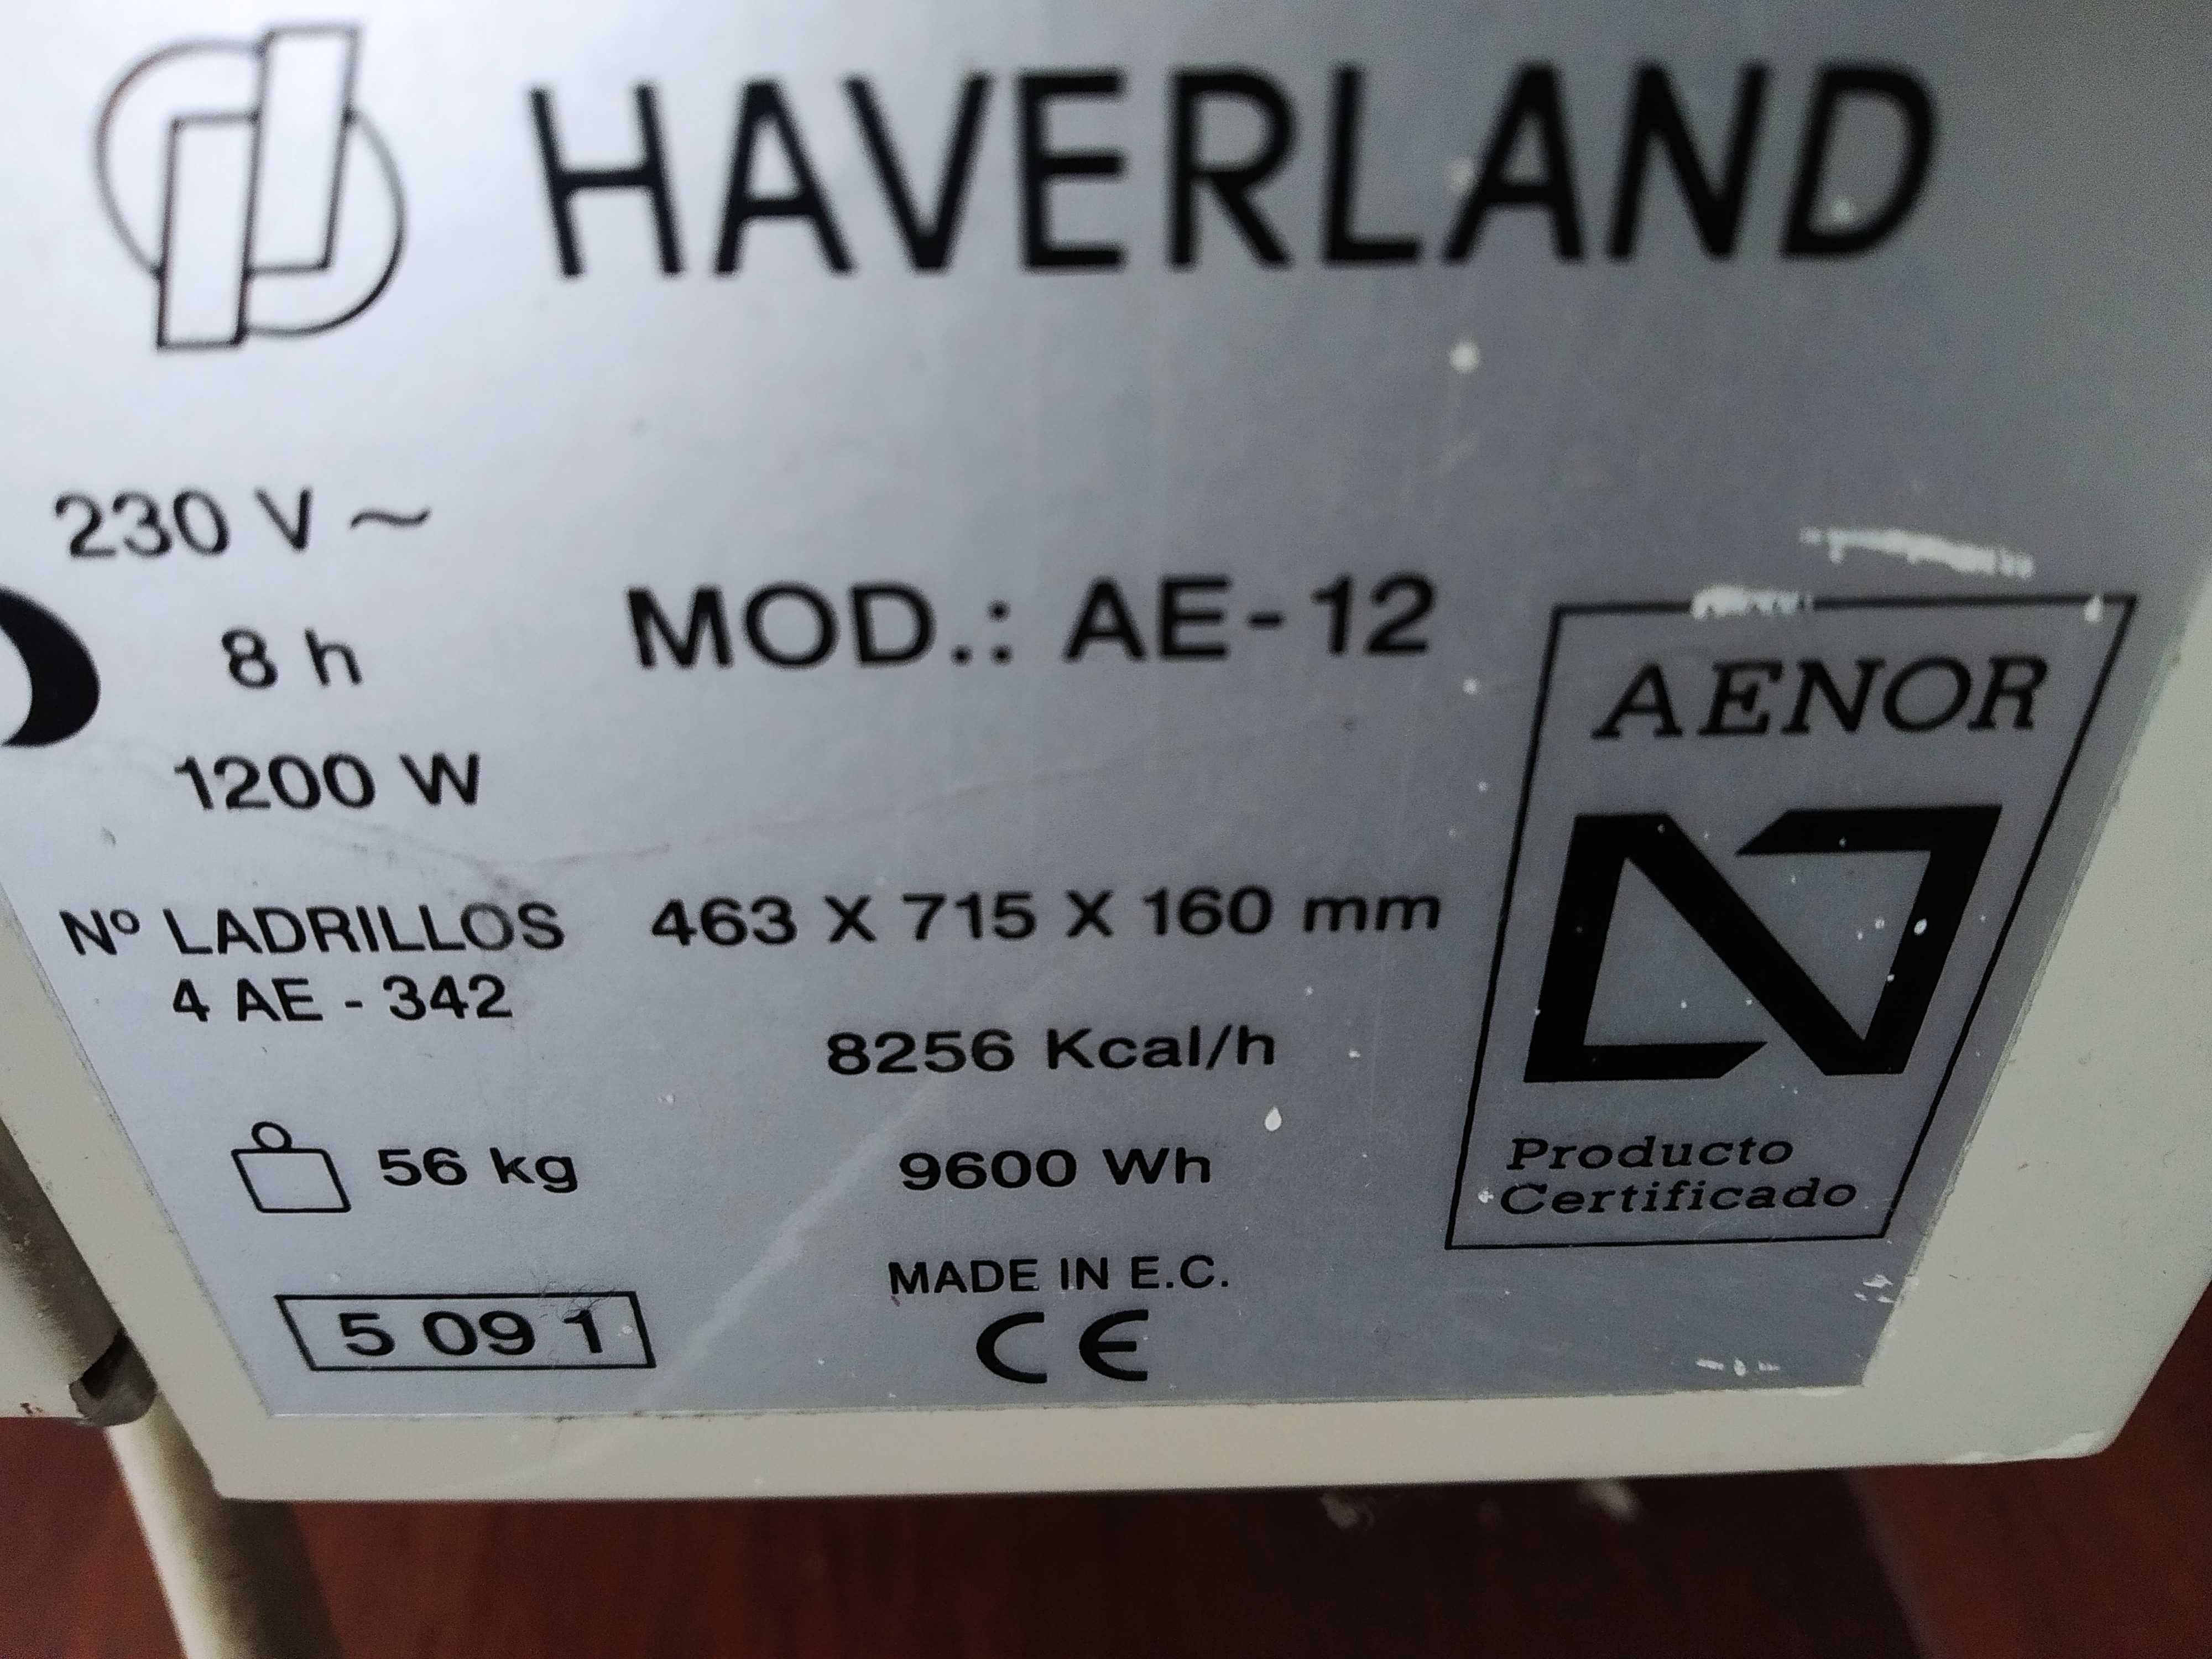 HAVERLAND
230 V ~
8 h
MOD.: AE-12
1200 W
AENOR
Nº LADRILLOS
4 AE - 342
463 X 715 X 160 mm
8256 Kcal/h
56 kg
9600 Wh
Producto
Certificado
MADE IN E.C.
5 09 1
CE